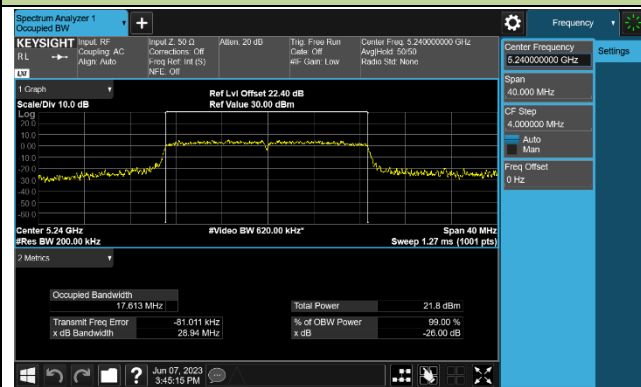 Spectrum Analyzer 1
Occupied BW
Frequency
KEYSIGHT
RL
LXI
Input: RF
Coupling: AC
Align: Auto
Input Z: 50 Ω
Corrections: Off
Freq Ref: Int (S)
NFE: Off
Atten: 20 dB
Trig: Free Run
Gate: Off
#IF Gain: Low
Center Freq: 5.240000000 GHz
Avg|Hold: 50/50
Radio Std: None
1 Graph
Scale/Div 10.0 dB
Log
Ref Lvl Offset 22.40 dB
Ref Value 30.00 dBm
20.0
10.0
0.00
-10.0
-20.0
-30.0
-40.0
-50.0
-60.0
Center 5.24 GHz
#Res BW 200.00 kHz
#Video BW 620.00 kHz*
Span 40 MHz
Sweep 1.27 ms (1001 pts)
2 Metrics
Occupied Bandwidth
17.613 MHz
Transmit Freq Error -81.011 kHz
x dB Bandwidth 28.94 MHz
Total Power 21.8 dBm
% of OBW Power 99.00 %
x dB -26.00 dB
Center Frequency
5.240000000 GHz
Span
40.000 MHz
CF Step
4.000000 MHz
Auto
Man
Freq Offset
0 Hz
Settings
Jun 07, 2023
3:45:15 PM